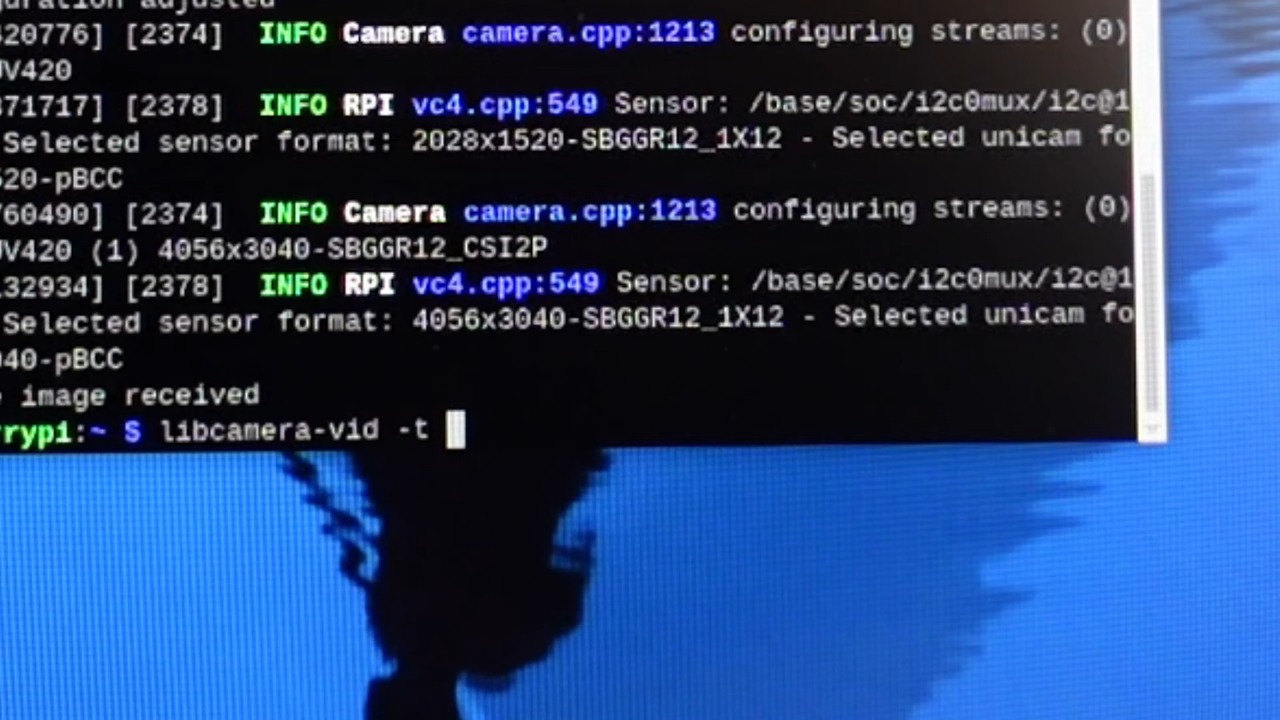 guration adjusted
420776] [2374] INFO Camera camera.cpp:1213 configuring streams: (0)
UV420
371717] [2378] INFO RPI vc4.cpp:549 Sensor: /base/soc/i2c0mux/i2c@1
Selected sensor format: 2028x1520-SBGGR12_1X12 - Selected unicam fo
520-pBCC
760490] [2374] INFO Camera camera.cpp:1213 configuring streams: (0)
UV420 (1) 4056x3040-SBGGR12_CSI2P
132934] [2378] INFO RPI vc4.cpp:549 Sensor: /base/soc/i2c0mux/i2c@1
Selected sensor format: 4056x3040-SBGGR12_1X12 - Selected unicam fo
040-pBCC
image received
rrypi:~ $ libcamera-vid -t